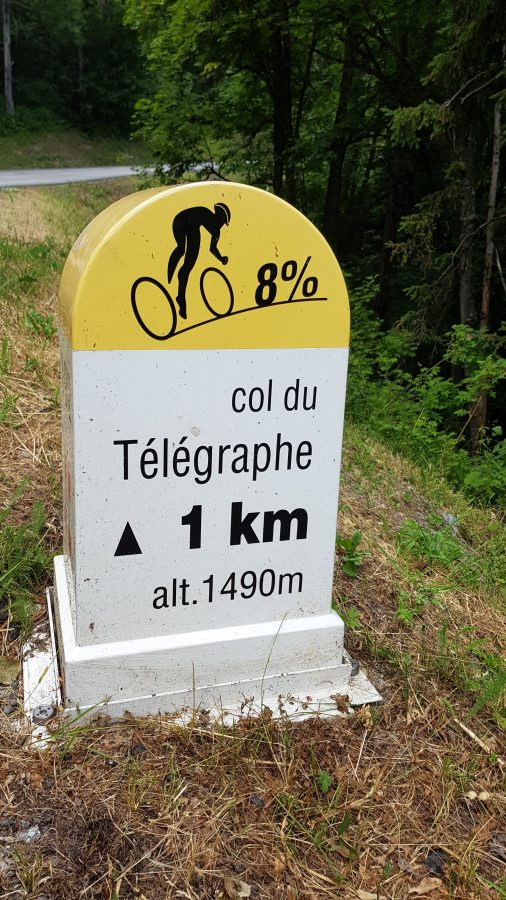 8%
col du
Télégraphe
▲ 1 km
alt.1490m